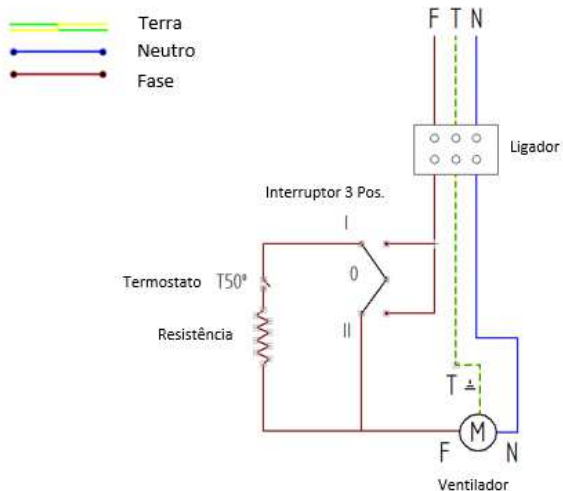 Terra
Neutro
Fase
F T N
Ligador
Interruptor 3 Pos.
I
0
II
Termostato T50º
Resistência
T
F M N
Ventilador